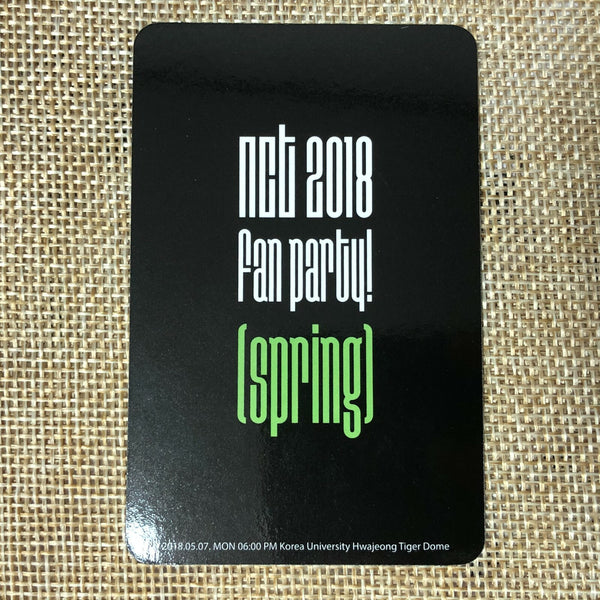 nct 2018
fan party!
(spring)
2018.05.07. MON 06:00 PM Korea University Hwajeong Tiger Dome